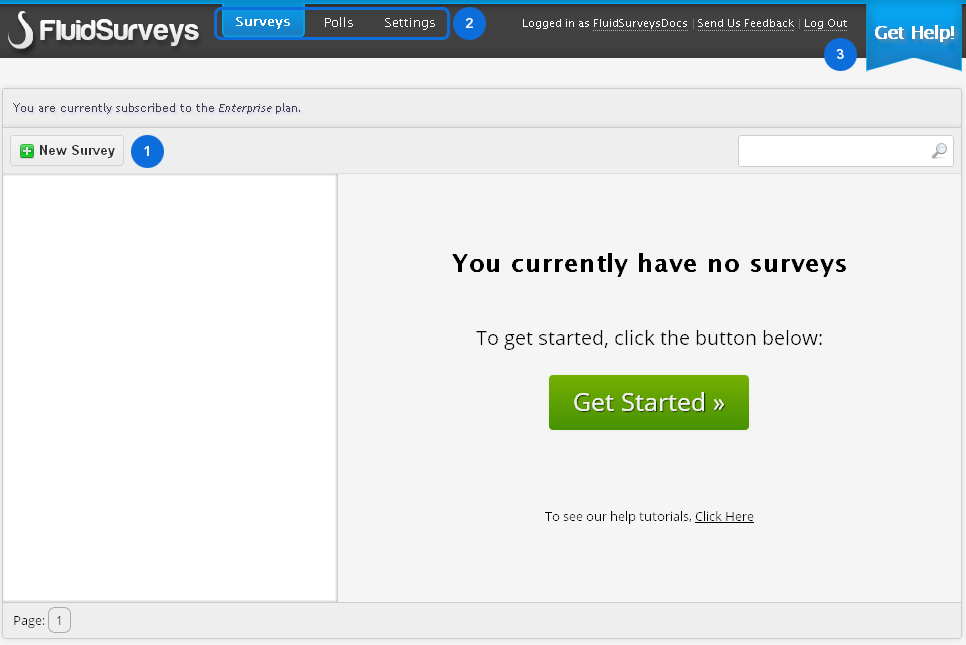 FluidSurveys
Surveys Polls Settings 2
Logged in as FluidSurveysDocs | Send Us Feedback | Log Out
3
Get Help!
You are currently subscribed to the Enterprise plan.
New Survey 1
You currently have no surveys
To get started, click the button below:
Get Started »
To see our help tutorials, Click Here
Page: 1